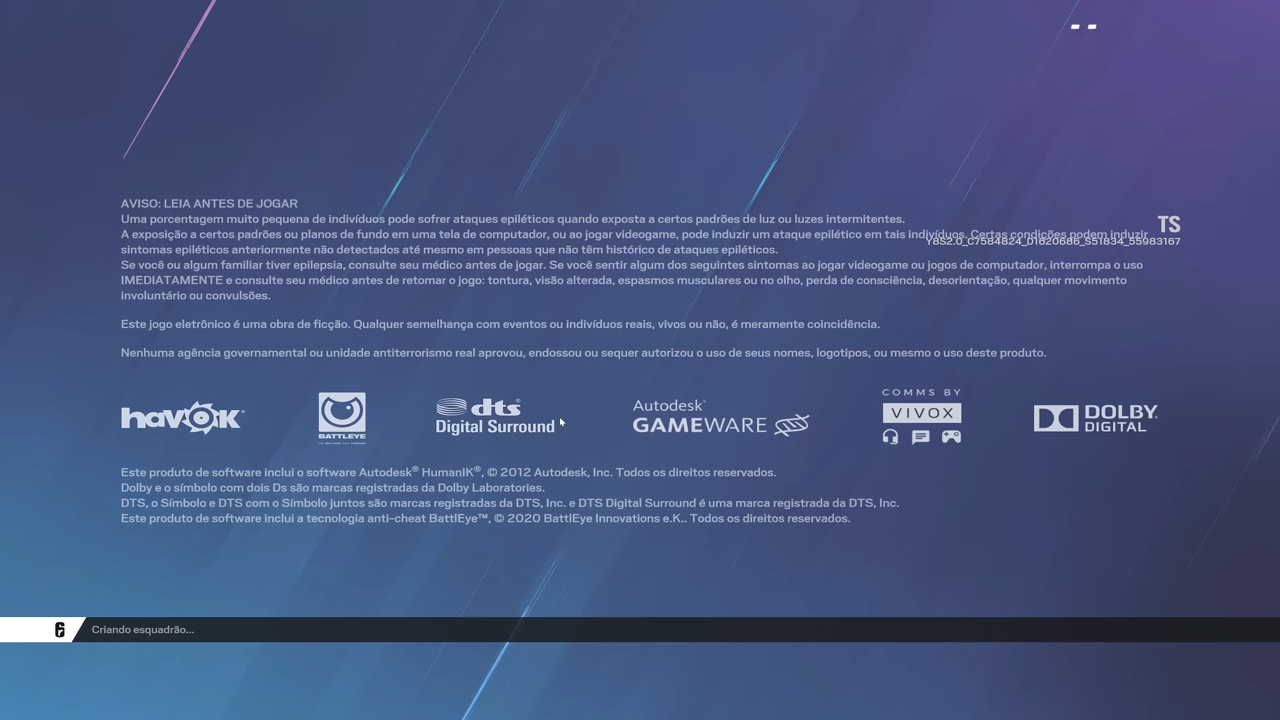 AVISO: LEIA ANTES DE JOGAR
Uma porcentagem muito pequena de indivíduos pode sofrer ataques epiléticos quando exposta a certos padrões de luz ou luzes intermitentes.
TS
A exposição a certos padrões ou planos de fundo em uma tela de computador, ou ao jogar videogame, pode induzir um ataque epilético em tais indivíduos. Certas condições podem induzir
Y8S2.0_C7584824_D1820686_S51834_55983167
sintomas epiléticos anteriormente não detectados até mesmo em pessoas que não têm histórico de ataques epiléticos.
Se você ou algum familiar tiver epilepsia, consulte seu médico antes de jogar. Se você sentir algum dos seguintes sintomas ao jogar videogame ou jogos de computador, interrompa o uso
IMEDIATAMENTE e consulte seu médico antes de retomar o jogo: tontura, visão alterada, espasmos musculares ou no olho, perda de consciência, desorientação, qualquer movimento
involuntário ou convulsões.
Este jogo eletrônico é uma obra de ficção. Qualquer semelhança com eventos ou indivíduos reais, vivos ou não, é meramente coincidência.
Nenhuma agência governamental ou unidade antiterrorismo real aprovou, endossou ou sequer autorizou o uso de seus nomes, logotipos, ou mesmo o uso deste produto.
havok
BATTLEYE
dts
Digital Surround
Autodesk®
GAMEWARE
COMMS BY
VIVOX
DOLBY
DIGITAL
Este produto de software inclui o software Autodesk® HumanIK®, © 2012 Autodesk, Inc. Todos os direitos reservados.
Dolby e o símbolo com dois Ds são marcas registradas da Dolby Laboratories.
DTS, o Símbolo e DTS com o Símbolo juntos são marcas registradas da DTS, Inc. e DTS Digital Surround é uma marca registrada da DTS, Inc.
Este produto de software inclui a tecnologia anti-cheat BattlEye™, © 2020 BattlEye Innovations e.K.. Todos os direitos reservados.
6 Criando esquadrão...